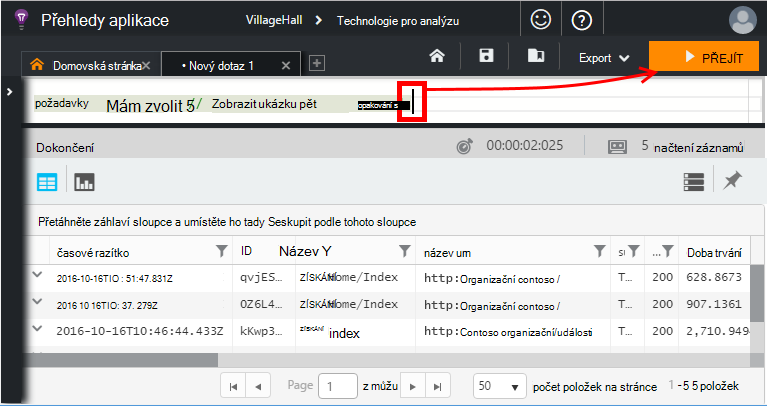 Přehledy aplikace VillageHall Technologie pro analýzu
Domovská stránka × • Nový dotaz 1 × Export PŘEJÍT
požadavky Mám zvolit 5 / Zobrazit ukázku pět opakování s
Dokončení 00:00:02:025 5 načtení záznamů
Přetáhněte záhlaví sloupce a umístěte ho tady Seskupit podle tohoto sloupce
časové razítko ID Název Y název um ... Doba trvání
2016-10-16TIO : 51:47.831Z qvjES... ZÍSKÁNÍ Home/Index http:Organizační contoso / T... 200 628.8673
2016 10 16TIO: 37. 279Z OZ6L4... ZÍSKÁNÍ Home/Index http:Organizační contoso / T... 200 907.1361
2016-10-16T10:46:44.433Z kKwp3... ZÍSKÁNÍ index http:Contoso organizační/události T... 200 2,710.949
Page 1 z můžu 50 počet položek na stránce 1 -5 5 položek